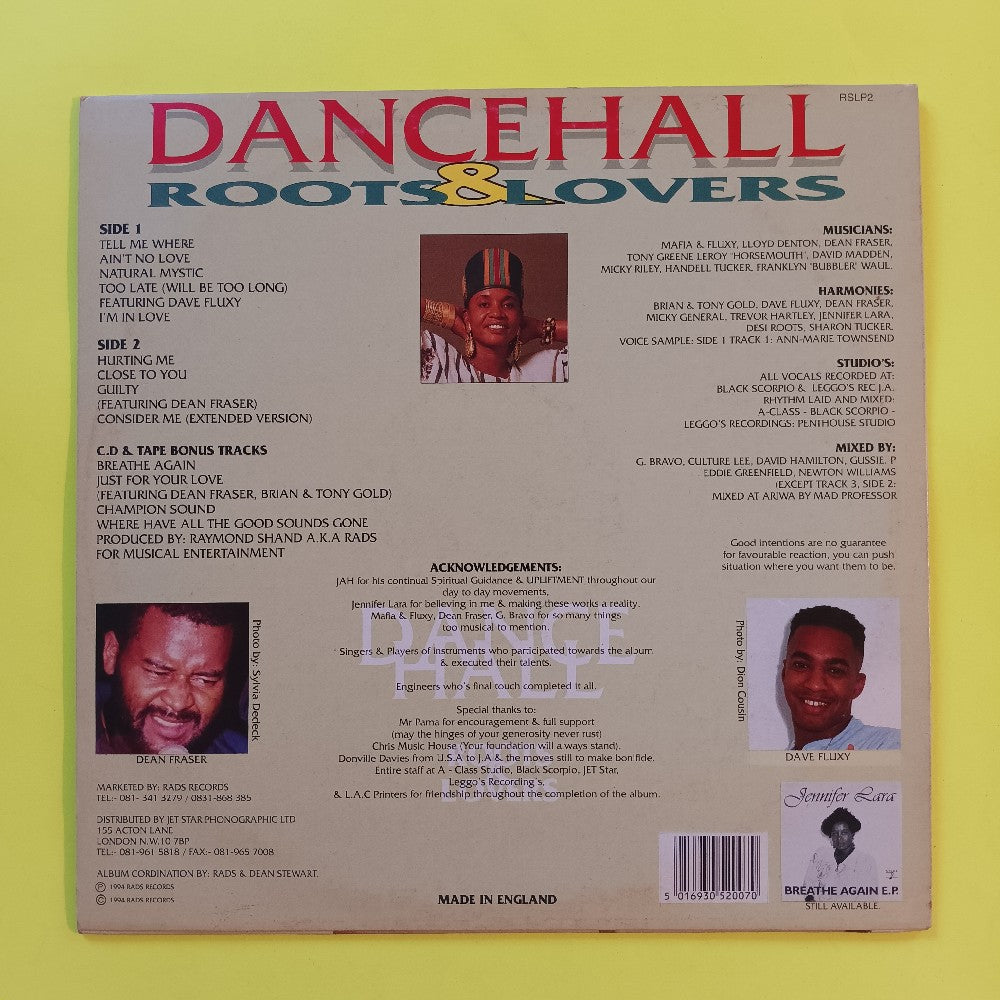 DANCEHALL
RSLP2
ROOTS & LOVERS
SIDE 1
TELL ME WHERE
AIN'T NO LOVE
NATURAL MYSTIC
TOO LATE (WILL BE TOO LONG)
FEATURING DAVE FLUXY
I'M IN LOVE
SIDE 2
HURTING ME
CLOSE TO YOU
GUILTY
(FEATURING DEAN FRASER)
CONSIDER ME (EXTENDED VERSION)
C.D & TAPE BONUS TRACKS
BREATHE AGAIN
JUST FOR YOUR LOVE
(FEATURING DEAN FRASER, BRIAN & TONY GOLD)
CHAMPION SOUND
WHERE HAVE ALL THE GOOD SOUNDS GONE
PRODUCED BY: RAYMOND SHAND A.K.A RADS
FOR MUSICAL ENTERTAINMENT
MUSICIANS:
MAFIA & FLUXY, LLOYD DENTON, DEAN FRASER,
TONY GREENE LEROY 'HORSEMOUTH', DAVID MADDEN,
MICKY RILEY, HANDELL TUCKER, FRANKLYN 'BUBBLER' WAUL.
HARMONIES:
BRIAN & TONY GOLD, DAVE FLUXY, DEAN FRASER,
MICKY GENERAL, TREVOR HARTLEY, JENNIFER LARA,
DESI ROOTS, SHARON TUCKER.
VOICE SAMPLE: SIDE 1 TRACK 1: ANN-MARIE TOWNSEND
STUDIO'S:
ALL VOCALS RECORDED AT:
BLACK SCORPIO & LEGGO'S REC J.A.
RHYTHM LAID AND MIXED:
A-CLASS - BLACK SCORPIO -
LEGGO'S RECORDINGS: PENTHOUSE STUDIO
MIXED BY:
G. BRAVO, CULTURE LEE, DAVID HAMILTON, GUSSIE. P
EDDIE GREENFIELD, NEWTON WILLIAMS
(EXCEPT TRACK 3, SIDE 2:
MIXED AT ARIWA BY MAD PROFESSOR
Good intentions are no guarantee
for favourable reaction, you can push
situation where you want them to be.
ACKNOWLEDGEMENTS:
JAH for his continual Spiritual Guidance & UPLIFTMENT throughout our
day to day movements,
Jennifer Lara for believing in me & making these works a reality.
Mafia & Fluxy, Dean Fraser, G. Bravo for so many things
too musical to mention.
Singers & Players of Instruments who participated towards the album
& executed their talents.
Engineers who's final touch completed it all.
Special thanks to:
Mr Pama for encouragement & full support
(may the hinges of your generosity never rust)
Chris Music House (Your foundation will a ways stand).
Donville Davies from U.S.A to J.A & the moves still to make bonifide.
Entire staff at A - Class Studio, Black Scorpio, JET Star,
Leggo's Recording's,
& L.A.C Printers for friendship throughout the completion of the album.
DANCE
HALL
ROOTS
LOVERS
Photo by: Sylvia Dedeck
DEAN FRASER
Photo by: Dion Cousin
DAVE FLUXY
MARKETED BY: RADS RECORDS
TEL:- 081- 341 3279 / 0831-868 385
DISTRIBUTED BY JET STAR PHONOGRAPHIC LTD
155 ACTON LANE
LONDON N.W.10 7BP
TEL:- 081-961 5818 / FAX:- 081-965 7008
ALBUM CORDINATION BY: RADS & DEAN STEWART.
Ⓟ 1994 RADS RECORDS
© 1994 RADS RECORDS
MADE IN ENGLAND
5 016930 520070
Jennifer Lara
BREATHE AGAIN E.P.
STILL AVAILABLE.